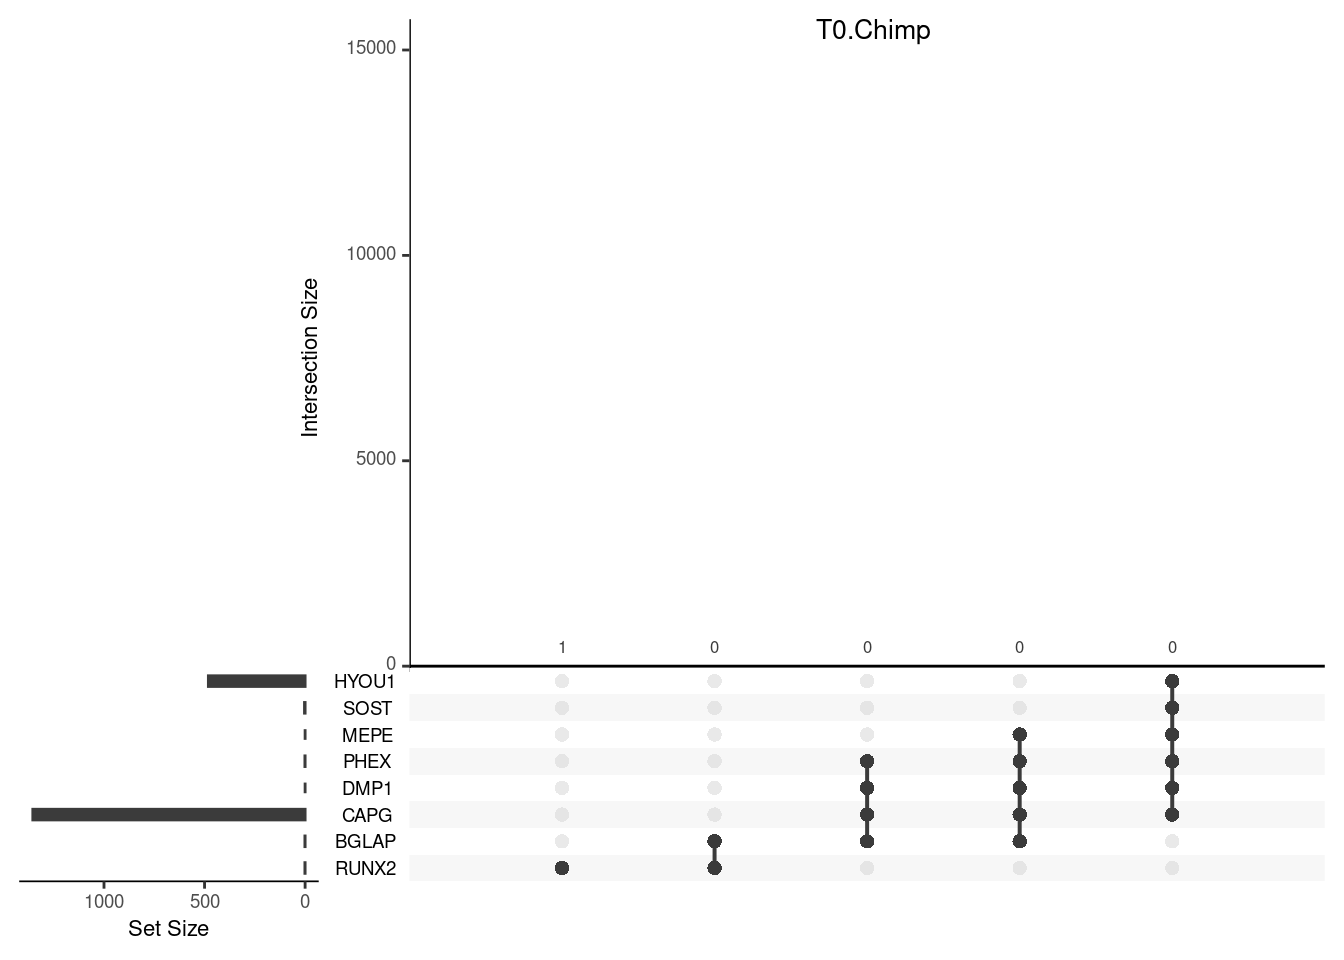 T0.Chimp
15000
10000
5000
0
Intersection Size
1 0 0 0 0
HYOU1
SOST
MEPE
PHEX
DMP1
CAPG
BGLAP
RUNX2
1000 500 0
Set Size